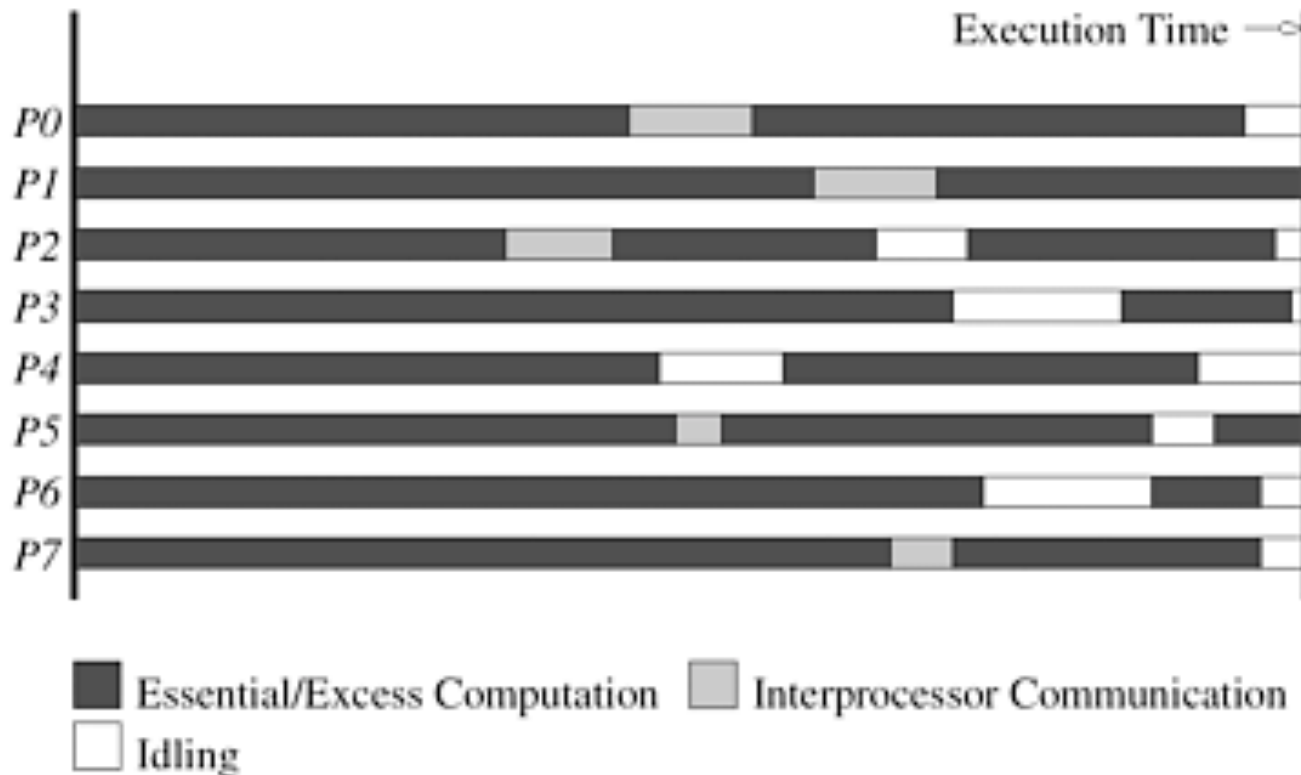 Execution Time
P0
P1
P2
P3
P4
P5
P6
P7
Essential/Excess Computation Interprocessor Communication
Idling